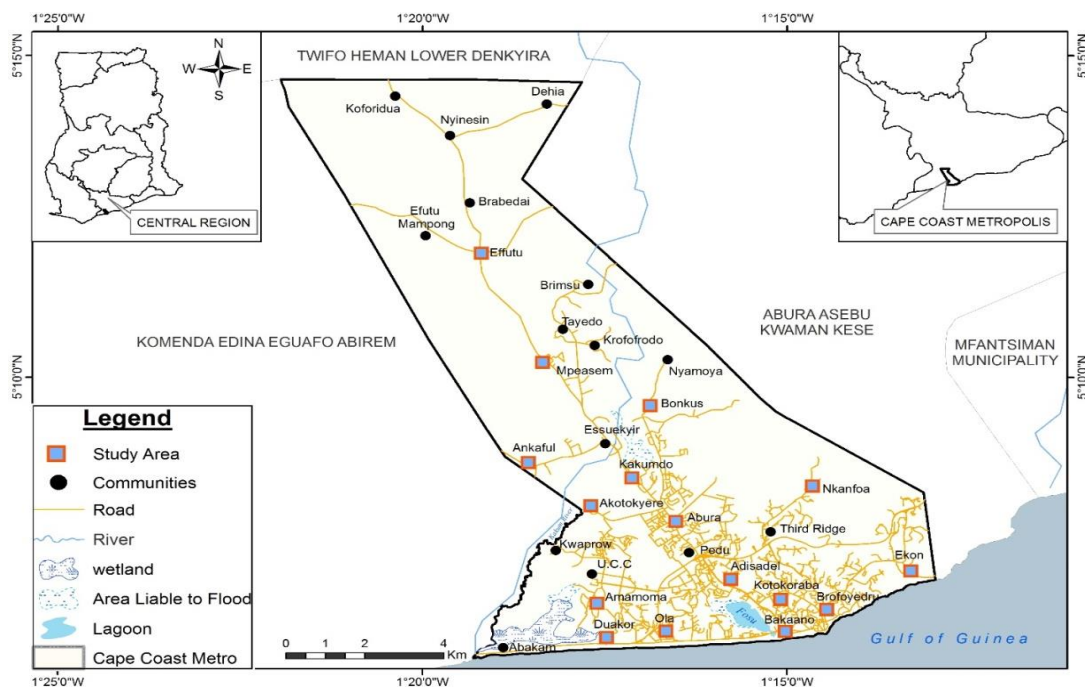 1°25'0"W
1°20'0"W
1°15'0"W
5°15'0"N
5°15'0"N
N
W
E
S
CENTRAL REGION
TWIFO HEMAN LOWER DENKYIRA
CAPE COAST METROPOLIS
Koforidua
Dehia
Nyinesin
Brabedai
Efutu
Mampong
Effutu
Brimsu
Tayedo
Krofofrodo
ABURA ASEBU
KWAMAN KESE
KOMENDA EDINA EGUAFO ABIREM
MFANTSIMAN
MUNICIPALITY
Mpeasem
Nyamoya
5°10'0"N
5°10'0"N
Bonkus
Essuekyir
Ankaful
Kakumdo
Nkanfoa
Akotokyere
Abura
Third Ridge
Kwaprow
Pedu
Ekon
U.C.C
Adisadel
Kotokoraba
Amamoma
Brofoyedru
Fosu
Duakor
Ola
Bakaano
Abakam
Gulf of Guinea
Legend
Study Area
Communities
Road
River
wetland
Area Liable to Flood
Lagoon
Cape Coast Metro
0 1 2 4
Km
1°25'0"W
1°20'0"W
1°15'0"W